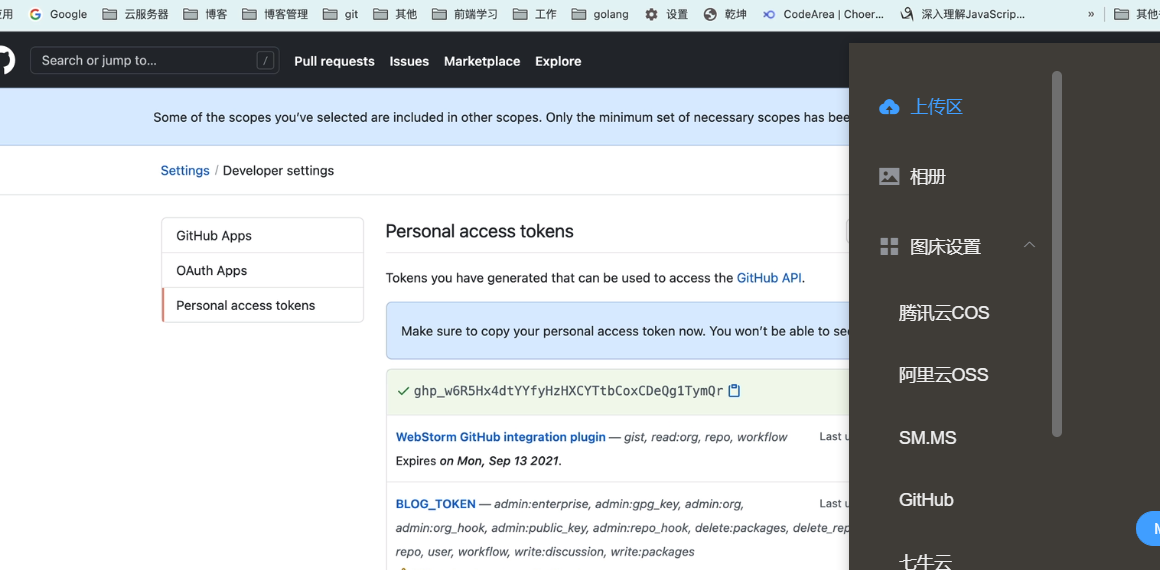 应用 Google 云服务器 博客 博客管理 git 其他 前端学习 工作 golang 设置 乾坤 CodeArea | Choer... 深入理解JavaScrip... » 其他
Search or jump to... / Pull requests Issues Marketplace Explore
Some of the scopes you’ve selected are included in other scopes. Only the minimum set of necessary scopes has been
Settings / Developer settings
GitHub Apps
OAuth Apps
Personal access tokens
Personal access tokens
Tokens you have generated that can be used to access the GitHub API.
Make sure to copy your personal access token now. You won’t be able to see
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
WebStorm GitHub integration plugin — gist, read:org, repo, workflow Last u
Expires on Mon, Sep 13 2021.
BLOG_TOKEN — admin:enterprise, admin:gpg_key, admin:org, Last u
admin:org_hook, admin:public_key, admin:repo_hook, delete:packages, delete_rep
repo, user, workflow, write:discussion, write:packages
上传区
相册
图床设置
腾讯云COS
阿里云OSS
SM.MS
GitHub
七牛云